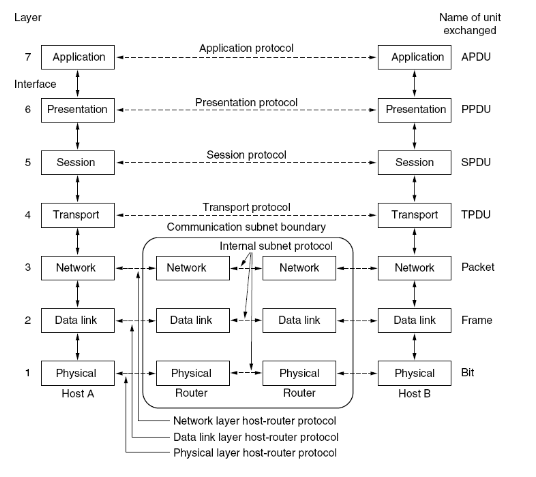 Layer
Name of unit
exchanged
Application protocol
7 Application Application APDU
Interface
Presentation protocol
6 Presentation Presentation PPDU
Session protocol
5 Session Session SPDU
Transport protocol
4 Transport Transport TPDU
Communication subnet boundary
Internal subnet protocol
3 Network Network Network Network Packet
2 Data link Data link Data link Data link Frame
1 Physical Physical Physical Physical Bit
Host A Router Router Host B
Network layer host-router protocol
Data link layer host-router protocol
Physical layer host-router protocol